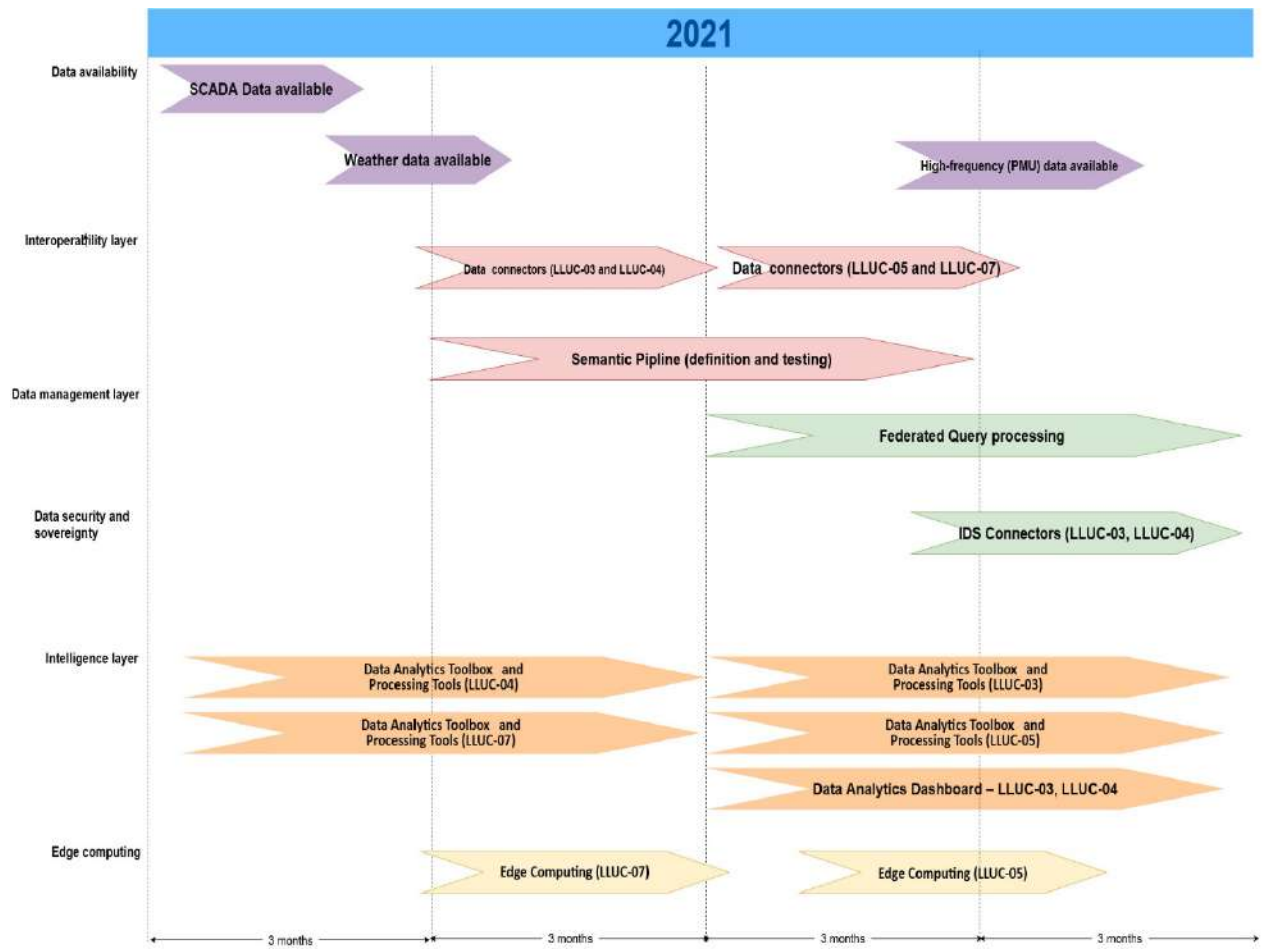 2021
Data availability
SCADA Data available
Weather data available
High-frequency (PMU) data available
Interoperability layer
Data connectors (LLUC-03 and LLUC-04)
Data connectors (LLUC-05 and LLUC-07)
Semantic Pipline (definition and testing)
Data management layer
Federated Query processing
Data security and
sovereignty
IDS Connectors (LLUC-03, LLUC-04)
Intelligence layer
Data Analytics Toolbox and
Processing Tools (LLUC-04)
Data Analytics Toolbox and
Processing Tools (LLUC-03)
Data Analytics Toolbox and
Processing Tools (LLUC-07)
Data Analytics Toolbox and
Processing Tools (LLUC-05)
Data Analytics Dashboard – LLUC-03, LLUC-04
Edge computing
Edge Computing (LLUC-07)
Edge Computing (LLUC-05)
3 months
3 months
3 months
3 months